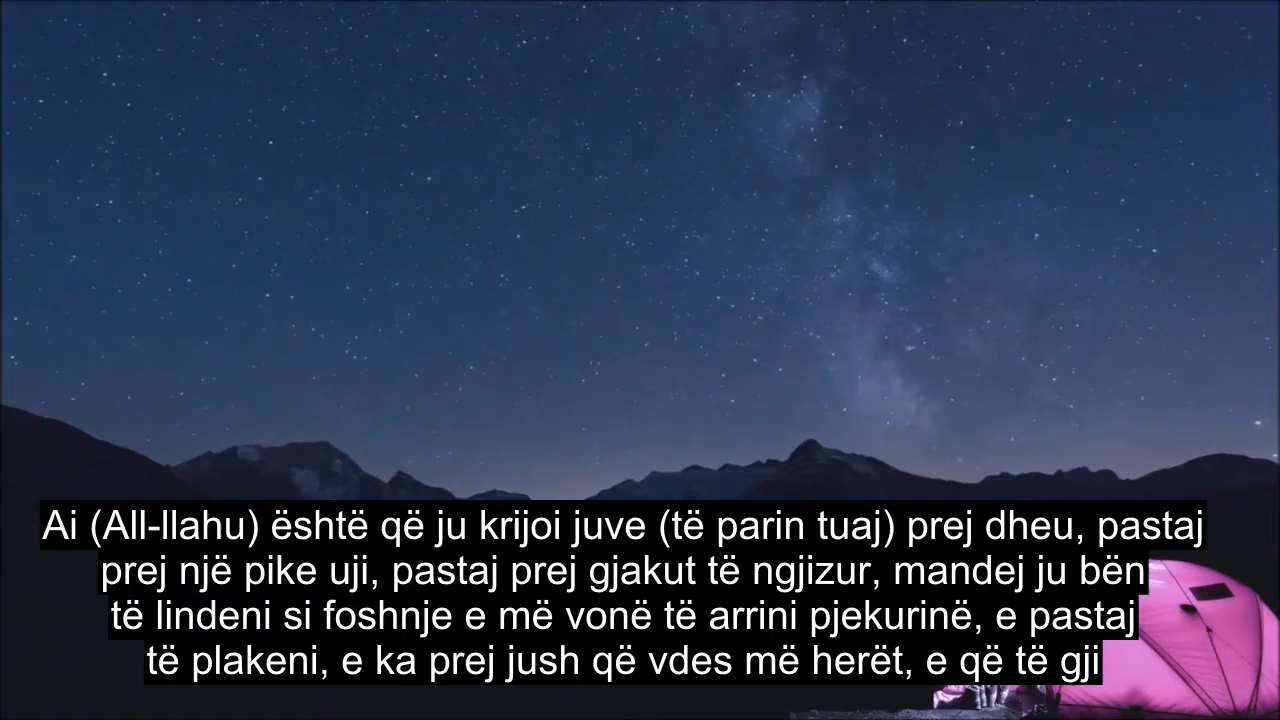 Ai (All-llahu) është që ju krijoi juve (të parin tuaj) prej dheu, pastaj
prej një pike uji, pastaj prej gjakut të ngjizur, mandej ju bën
të lindeni si foshnje e më vonë të arrini pjekurinë, e pastaj
të plakeni, e ka prej jush që vdes më herët, e që të gji